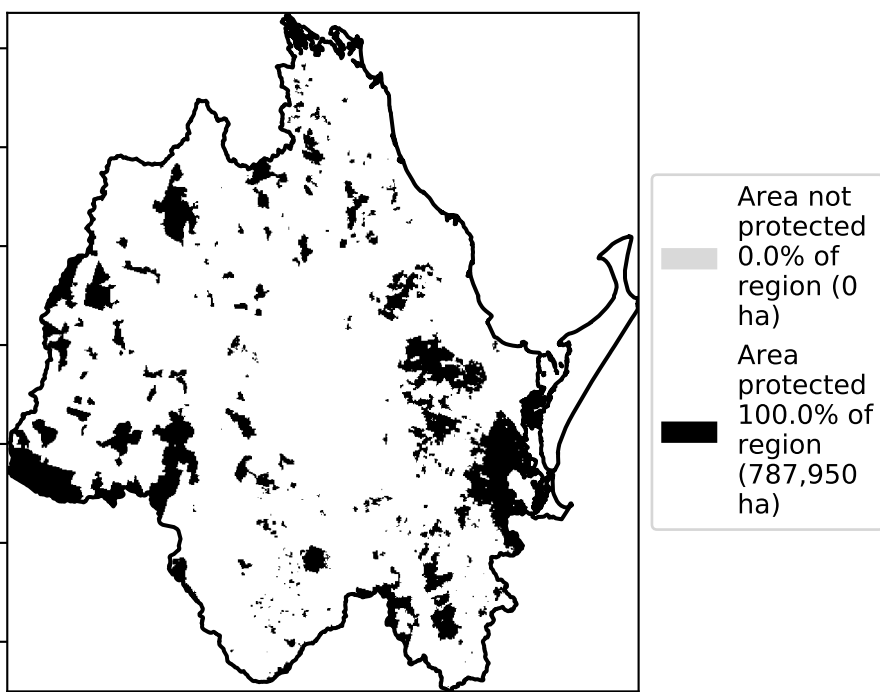 Area not
protected
0.0% of
region (0
ha)
Area
protected
100.0% of
region
(787,950
ha)